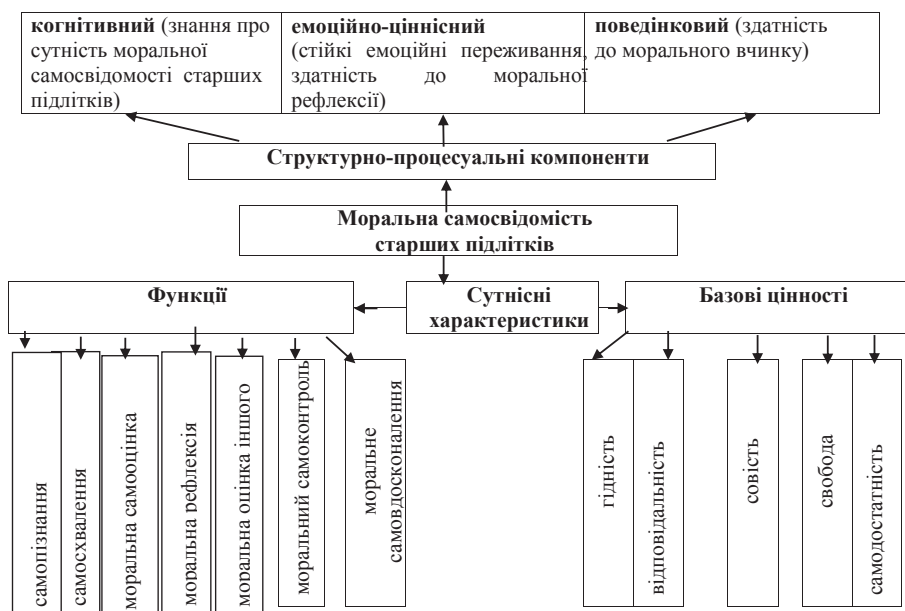 когнітивний (знання про
сутність моральної
самосвідомості старших
підлітків)
емоційно-ціннісний
(стійкі емоційні переживання,
здатність до моральної
рефлексії)
поведінковий (здатність
до морального вчинку)
Структурно-процесуальні компоненти
Моральна самосвідомість
старших підлітків
Функції
Сутнісні
характеристики
Базові цінності
самопізнання
самосхвалення
моральна самооцінка
моральна рефлексія
моральна оцінка іншого
моральний самоконтроль
моральне
самовдосконалення
гідність
відповідальність
совість
свобода
самодостатність